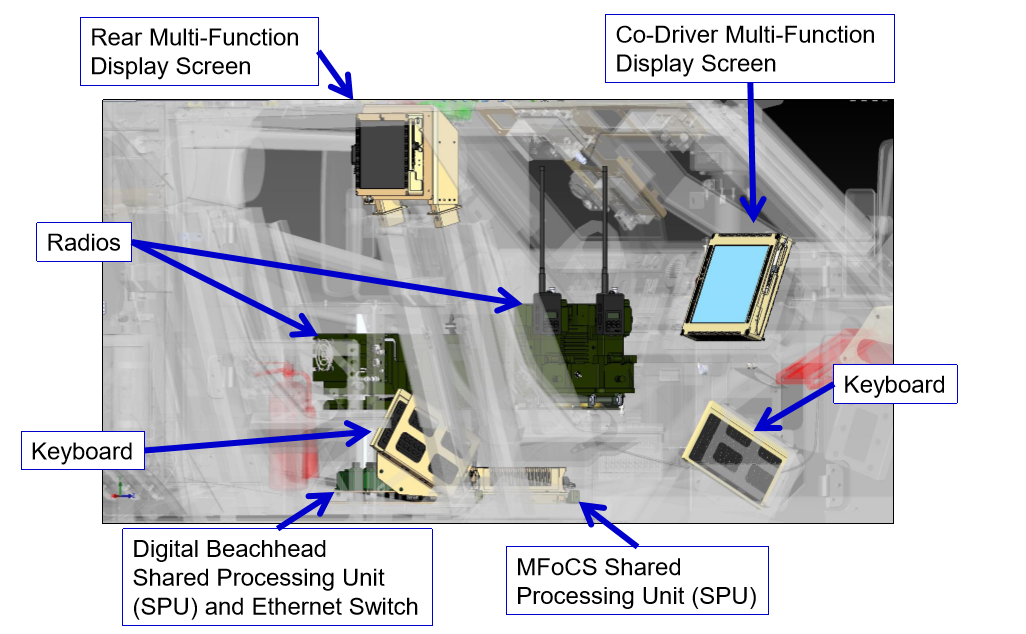 Rear Multi-Function
Display Screen
Co-Driver Multi-Function
Display Screen
Radios
Keyboard
Keyboard
Digital Beachhead
Shared Processing Unit
(SPU) and Ethernet Switch
MFoCS Shared
Processing Unit (SPU)